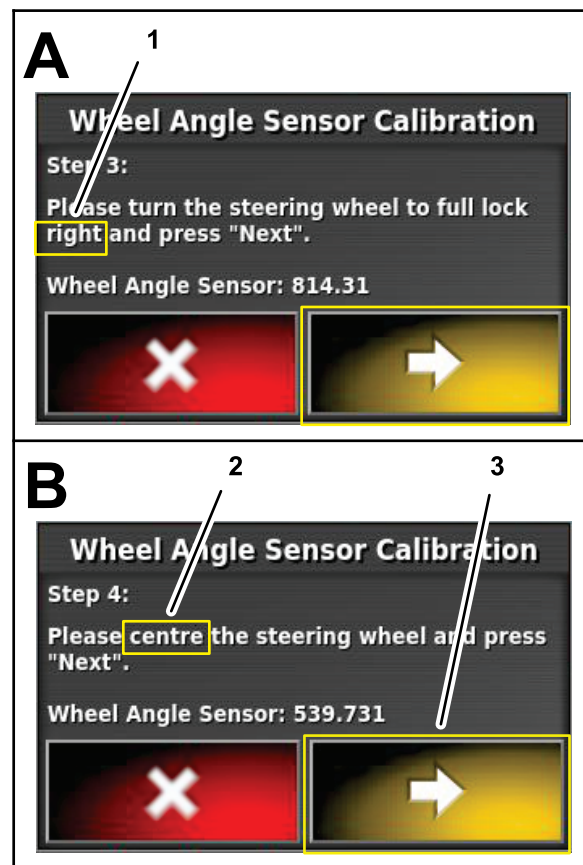 A
1
Wheel Angle Sensor Calibration
Step 3:
Please turn the steering wheel to full lock
right and press "Next".
Wheel Angle Sensor: 814.31
B
2
3
Wheel Angle Sensor Calibration
Step 4:
Please centre the steering wheel and press
"Next".
Wheel Angle Sensor: 539.731